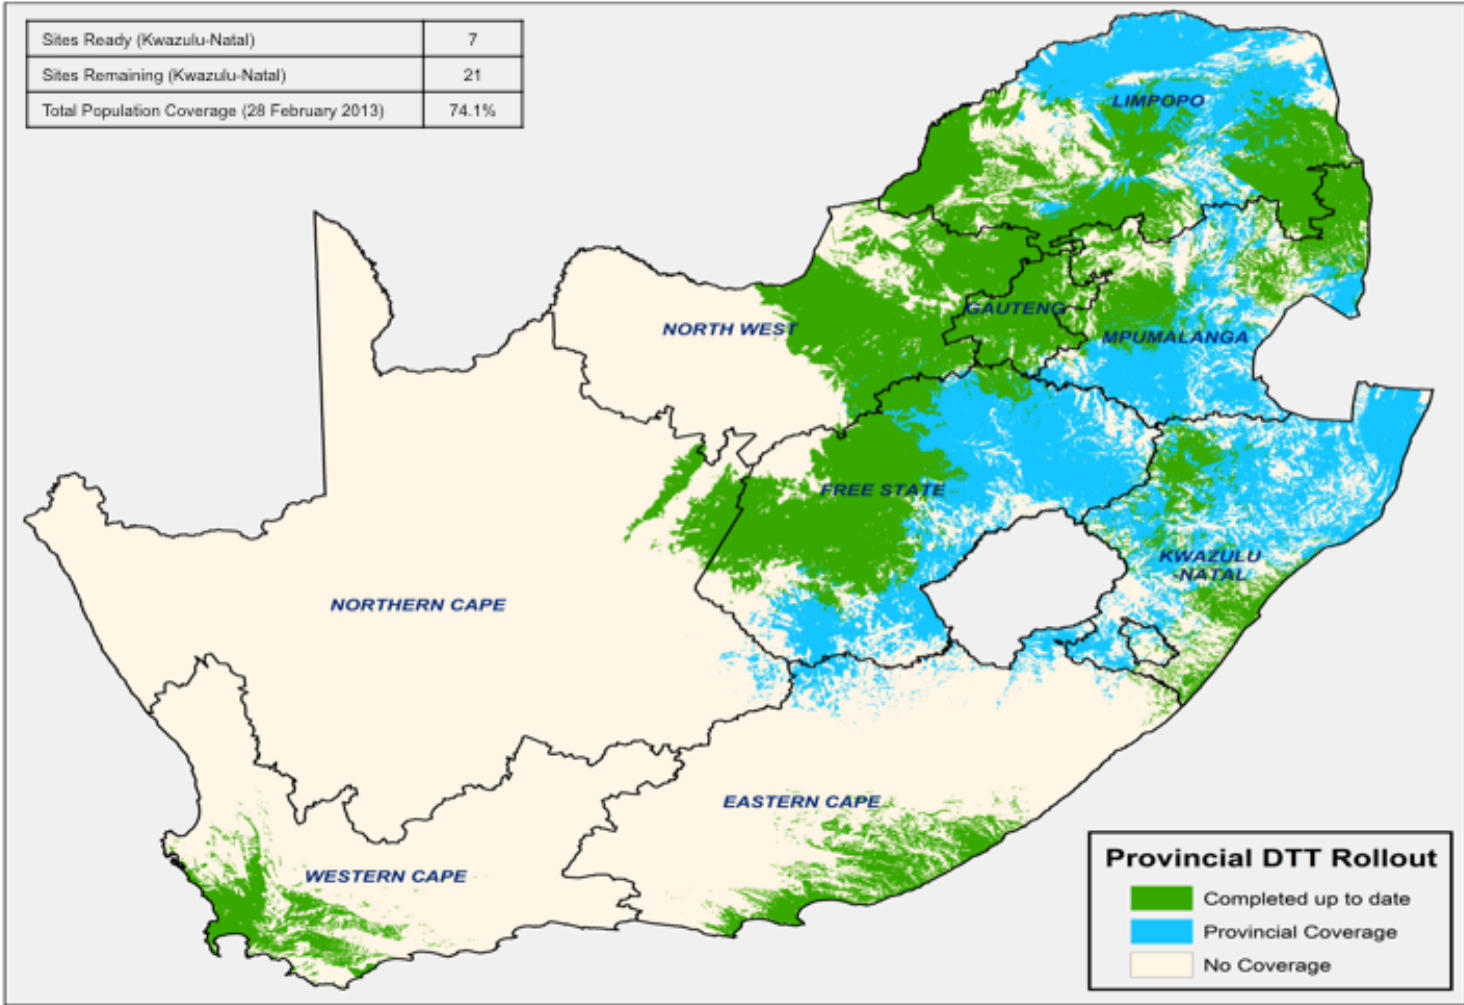 Sites Ready (Kwazulu-Natal) 7
Sites Remaining (Kwazulu-Natal) 21
Total Population Coverage (28 February 2013) 74.1%
LIMPOPO
GAUTENG
NORTH WEST
MPUMALANGA
FREE STATE
KWAZULU
-NATAL
NORTHERN CAPE
EASTERN CAPE
WESTERN CAPE
Provincial DTT Rollout
Completed up to date
Provincial Coverage
No Coverage